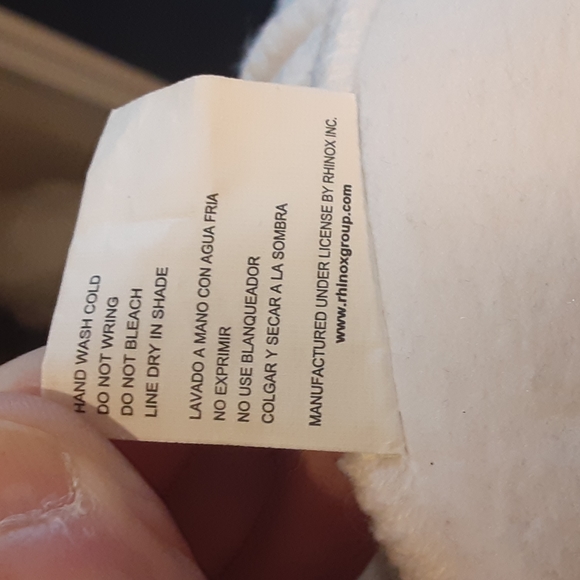 HAND WASH COLD
DO NOT WRING
DO NOT BLEACH
LINE DRY IN SHADE
LAVADO A MANO CON AGUA FRIA
NO EXPRIMIR
NO USE BLANQUEADOR
COLGAR Y SECAR A LA SOMBRA
MANUFACTURED UNDER LICENSE BY RHINOX INC.
www.rhinoxgroup.com